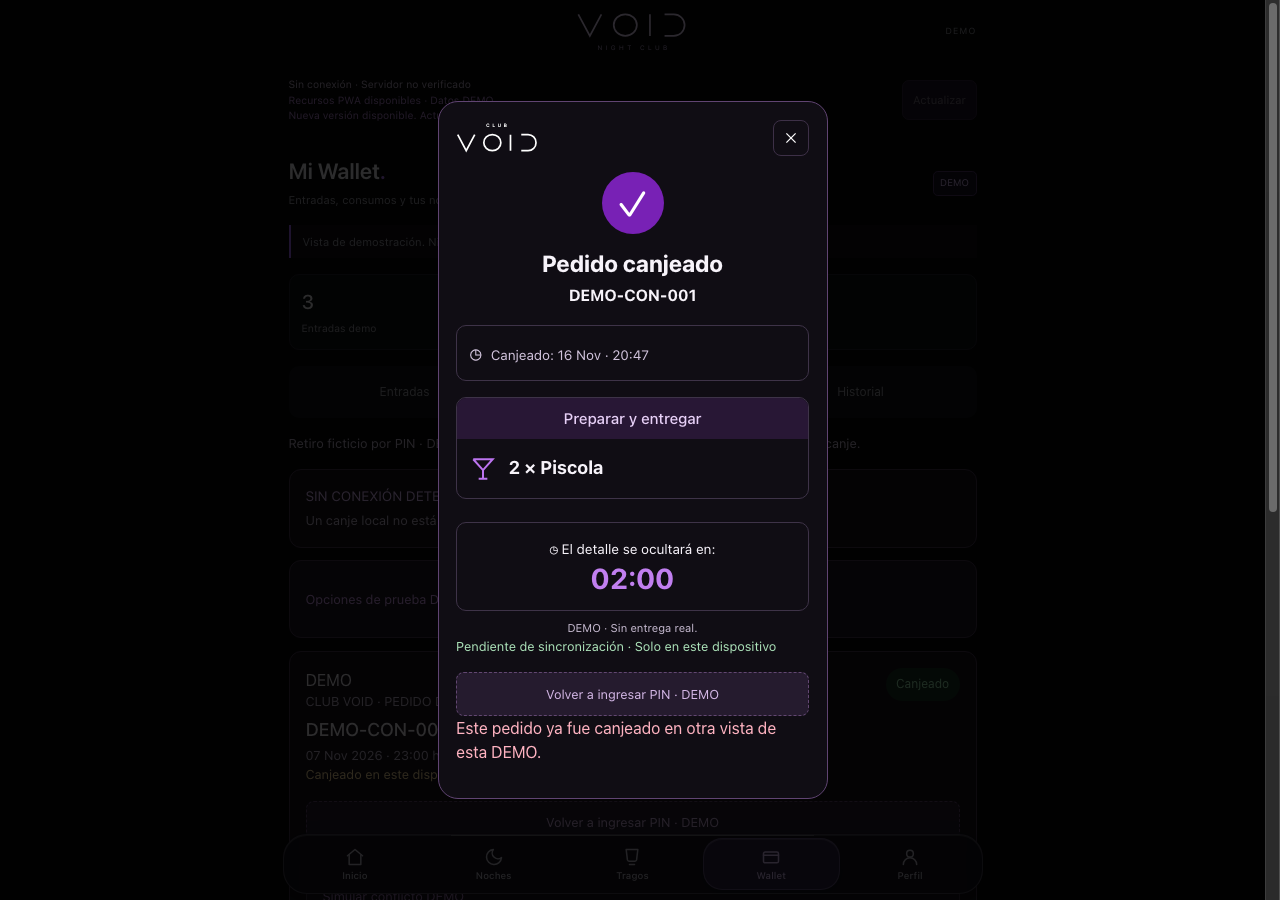 VOID
NIGHT CLUB
DEMO
Sin conexión · Servidor no verificado
Recursos PWA disponibles · Datos DEMO
Nueva versión disponible.
Actualizar
Mi Wallet.
DEMO
Entradas, consumos y tus
Vista de demostración.
3
Entradas demo
Entradas
Historial
Retiro ficticio por PIN ·
canje.
SIN CONEXIÓN
Un canje local no está
Opciones de prueba
DEMO
CLUB VOID · PEDIDO
Canjeado
DEMO-CON-00
07 Nov 2026 · 23:00
Canjeado en este
Volver a ingresar PIN · DEMO
Simular conflicto DEMO
CLUB
VOID
Pedido canjeado
DEMO-CON-001
Canjeado: 16 Nov · 20:47
Preparar y entregar
2 × Piscola
El detalle se ocultará en:
02:00
DEMO · Sin entrega real.
Pendiente de sincronización · Solo en este dispositivo
Volver a ingresar PIN · DEMO
Este pedido ya fue canjeado en otra vista de
esta DEMO.
Inicio
Noches
Tragos
Wallet
Perfil